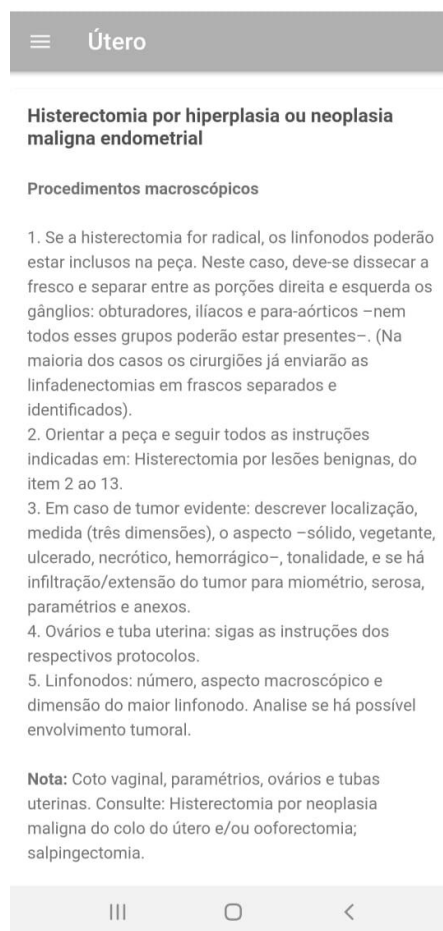 Útero
Histerectomia por hiperplasia ou neoplasia
maligna endometrial
Procedimentos macroscópicos
1. Se a histerectomia for radical, os linfonodos poderão
estar inclusos na peça. Neste caso, deve-se dissecar a
fresco e separar entre as porções direita e esquerda os
gânglios: obturadores, ilíacos e para-aórticos –nem
todos esses grupos poderão estar presentes–. (Na
maioria dos casos os cirurgiões já enviarão as
linfadenectomias em frascos separados e
identificados).
2. Orientar a peça e seguir todos as instruções
indicadas em: Histerectomia por lesões benignas, do
item 2 ao 13.
3. Em caso de tumor evidente: descrever localização,
medida (três dimensões), o aspecto –sólido, vegetante,
ulcerado, necrótico, hemorrágico–, tonalidade, e se há
infiltração/extensão do tumor para miométrio, serosa,
paramétrios e anexos.
4. Ovários e tuba uterina: sigas as instruções dos
respectivos protocolos.
5. Linfonodos: número, aspecto macroscópico e
dimensão do maior linfonodo. Analise se há possível
envolvimento tumoral.
Nota: Coto vaginal, paramétrios, ovários e tubas
uterinas. Consulte: Histerectomia por neoplasia
maligna do colo do útero e/ou ooforectomia;
salpingectomia.